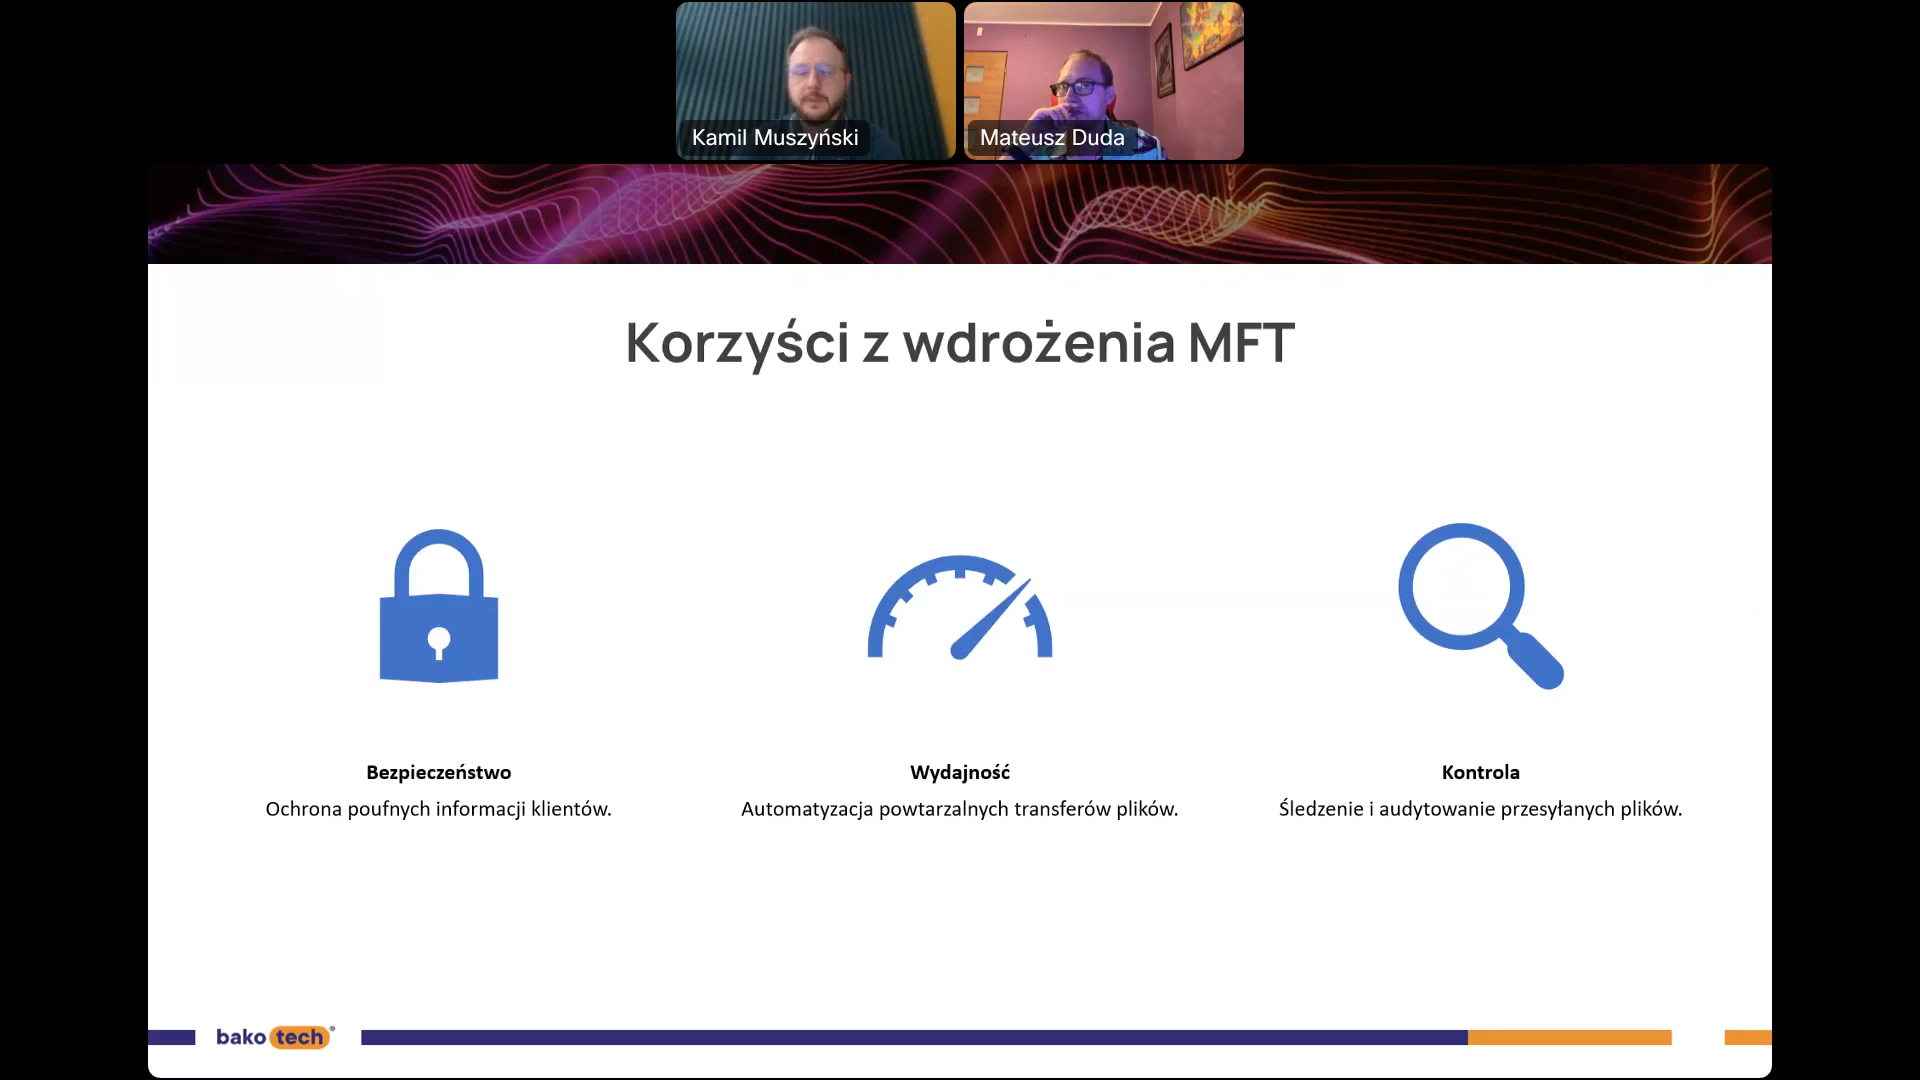 Kamil Muszyński
Mateusz Duda
Korzyści z wdrożenia MFT
Bezpieczeństwo
Ochrona poufnych informacji klientów.
Wydajność
Automatyzacja powtarzalnych transferów plików.
Kontrola
Śledzenie i audytowanie przesyłanych plików.
bako tech®